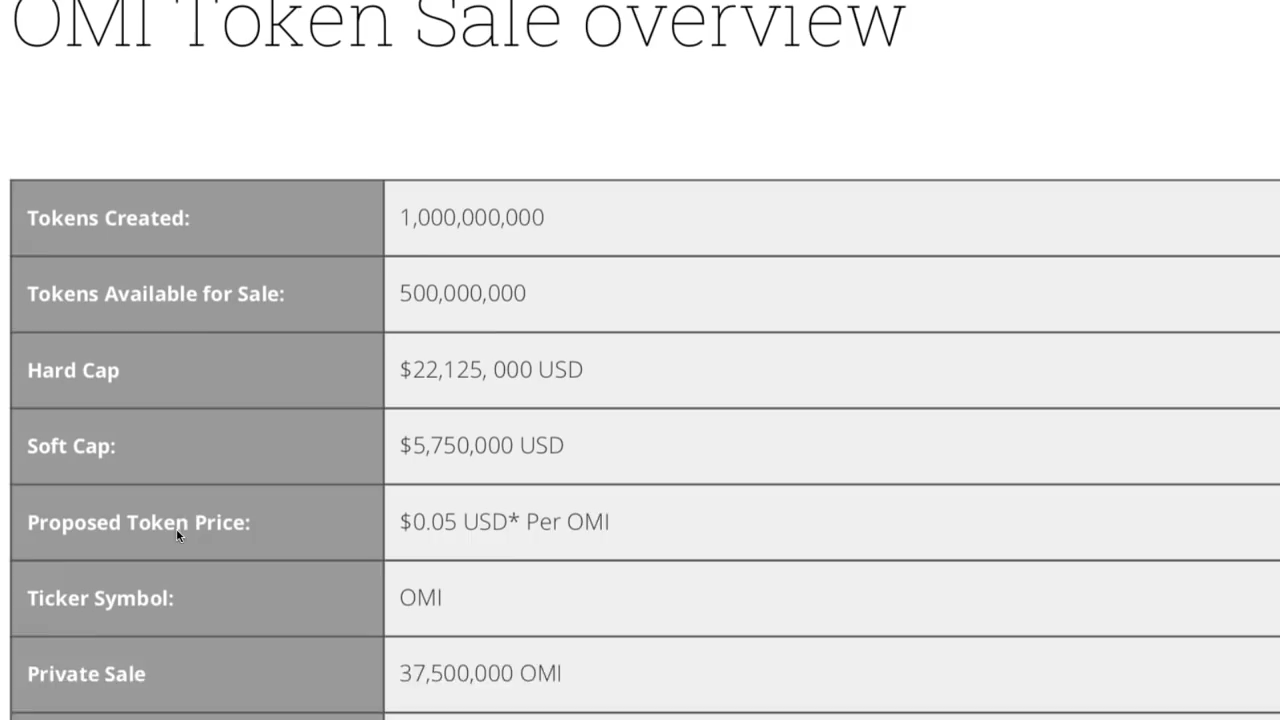 OMI Token Sale overview
Tokens Created: 1,000,000,000
Tokens Available for Sale: 500,000,000
Hard Cap $22,125, 000 USD
Soft Cap: $5,750,000 USD
Proposed Token Price: $0.05 USD* Per OMI
Ticker Symbol: OMI
Private Sale 37,500,000 OMI